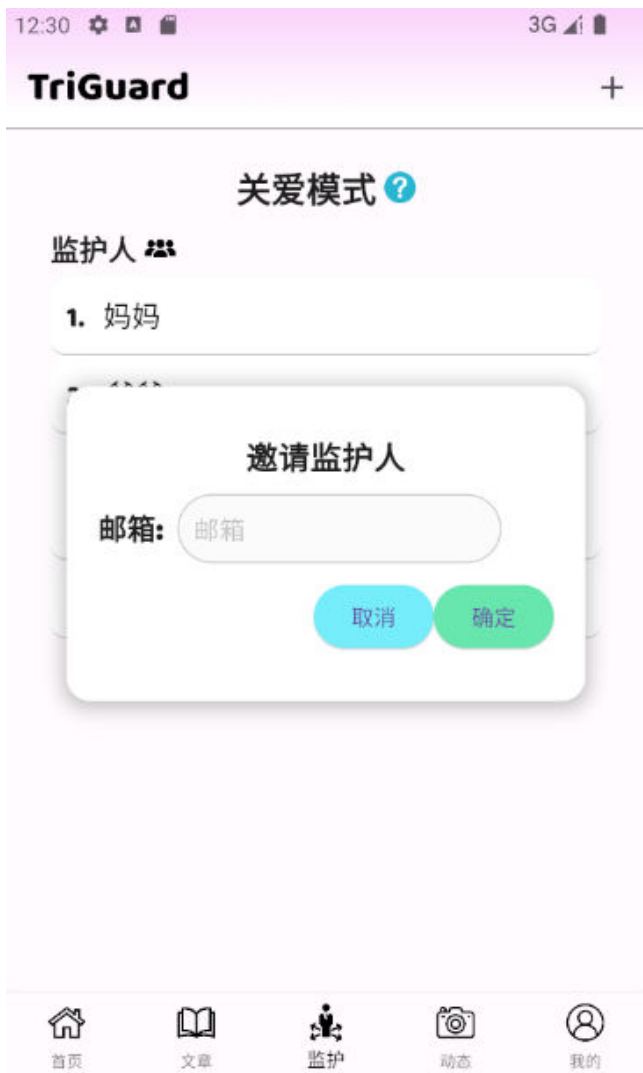 12:30
3G
TriGuard
关爱模式
监护人
1. 妈妈
邀请监护人
邮箱: 邮箱
取消 确定
首页 文章 监护 动态 我的